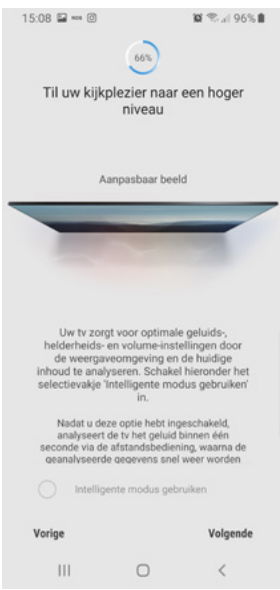 15:08
96%
66%
Til uw kijkplezier naar een hoger
niveau
Aanpasbaar beeld
Uw tv zorgt voor optimale geluids-,
helderheids- en volume-instellingen door
de weergaveomgeving en de huidige
inhoud te analyseren. Schakel hieronder het
selectievakje 'Intelligente modus gebruiken'
in.
Nadat u deze optie hebt ingeschakeld,
analyseert de tv het geluid binnen één
seconde via de afstandsbediening, waarna de
geanalyseerde gegevens snel weer worden
Intelligente modus gebruiken
Vorige
Volgende